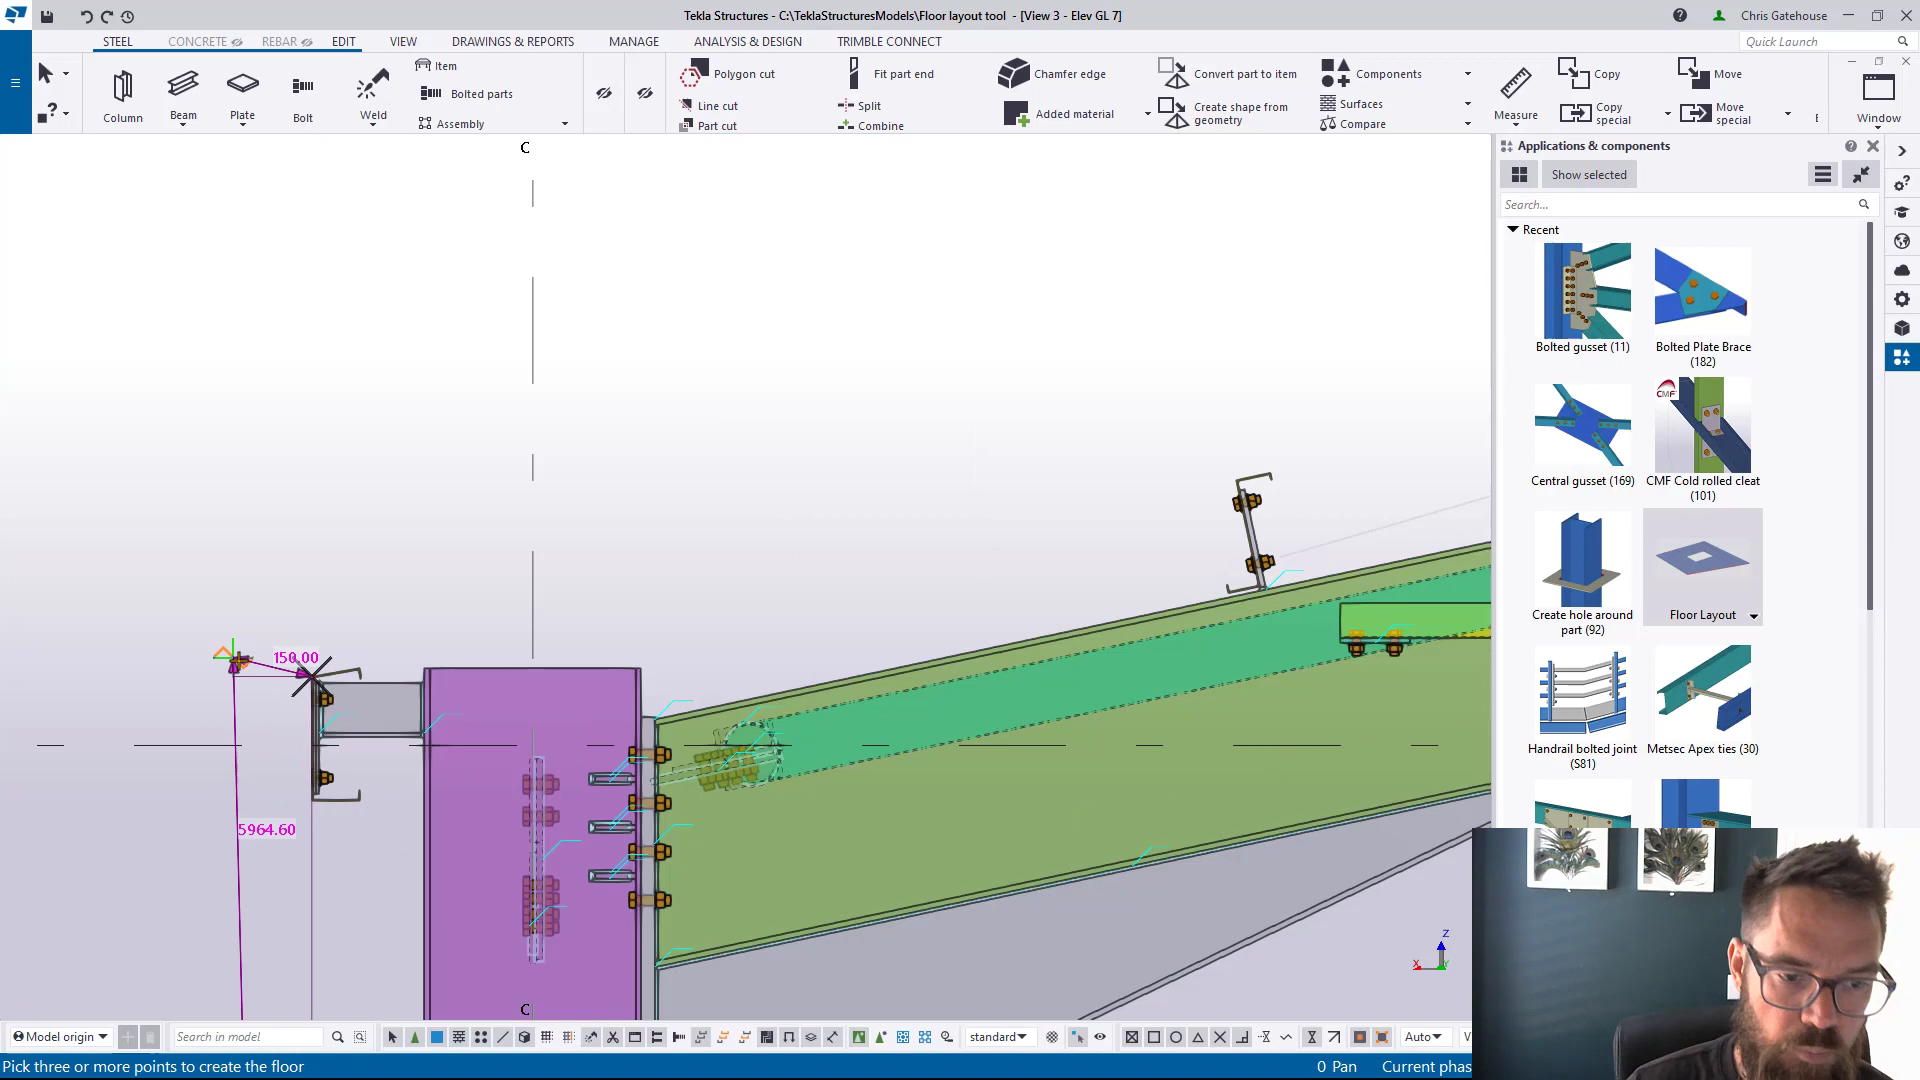 Tekla Structures - C:\TeklaStructuresModels\Floor layout tool - [View 3 - Elev GL 7]
Chris Gatehouse
STEEL CONCRETE REBAR EDIT VIEW DRAWINGS & REPORTS MANAGE ANALYSIS & DESIGN TRIMBLE CONNECT
Quick Launch
Column
Beam
Plate
Bolt
Weld
Item
Bolted parts
Assembly
Polygon cut
Line cut
Part cut
Fit part end
Split
Combine
Chamfer edge
Added material
Convert part to item
Create shape from
geometry
Components
Surfaces
Compare
Measure
Copy
Copy
special
Move
Move
special
E
Window
Applications & components
Show selected
Search...
Recent
Bolted gusset (11)
Bolted Plate Brace
(182)
Central gusset (169)
CMF
CMF Cold rolled cleat
(101)
Create hole around
part (92)
Floor Layout
Handrail bolted joint
(S81)
Metsec Apex ties (30)
C
150.00
5964.60
C
Z
X
Y
Model origin
Search in model
standard
Auto
V
Pick three or more points to create the floor
0 Pan
Current phas